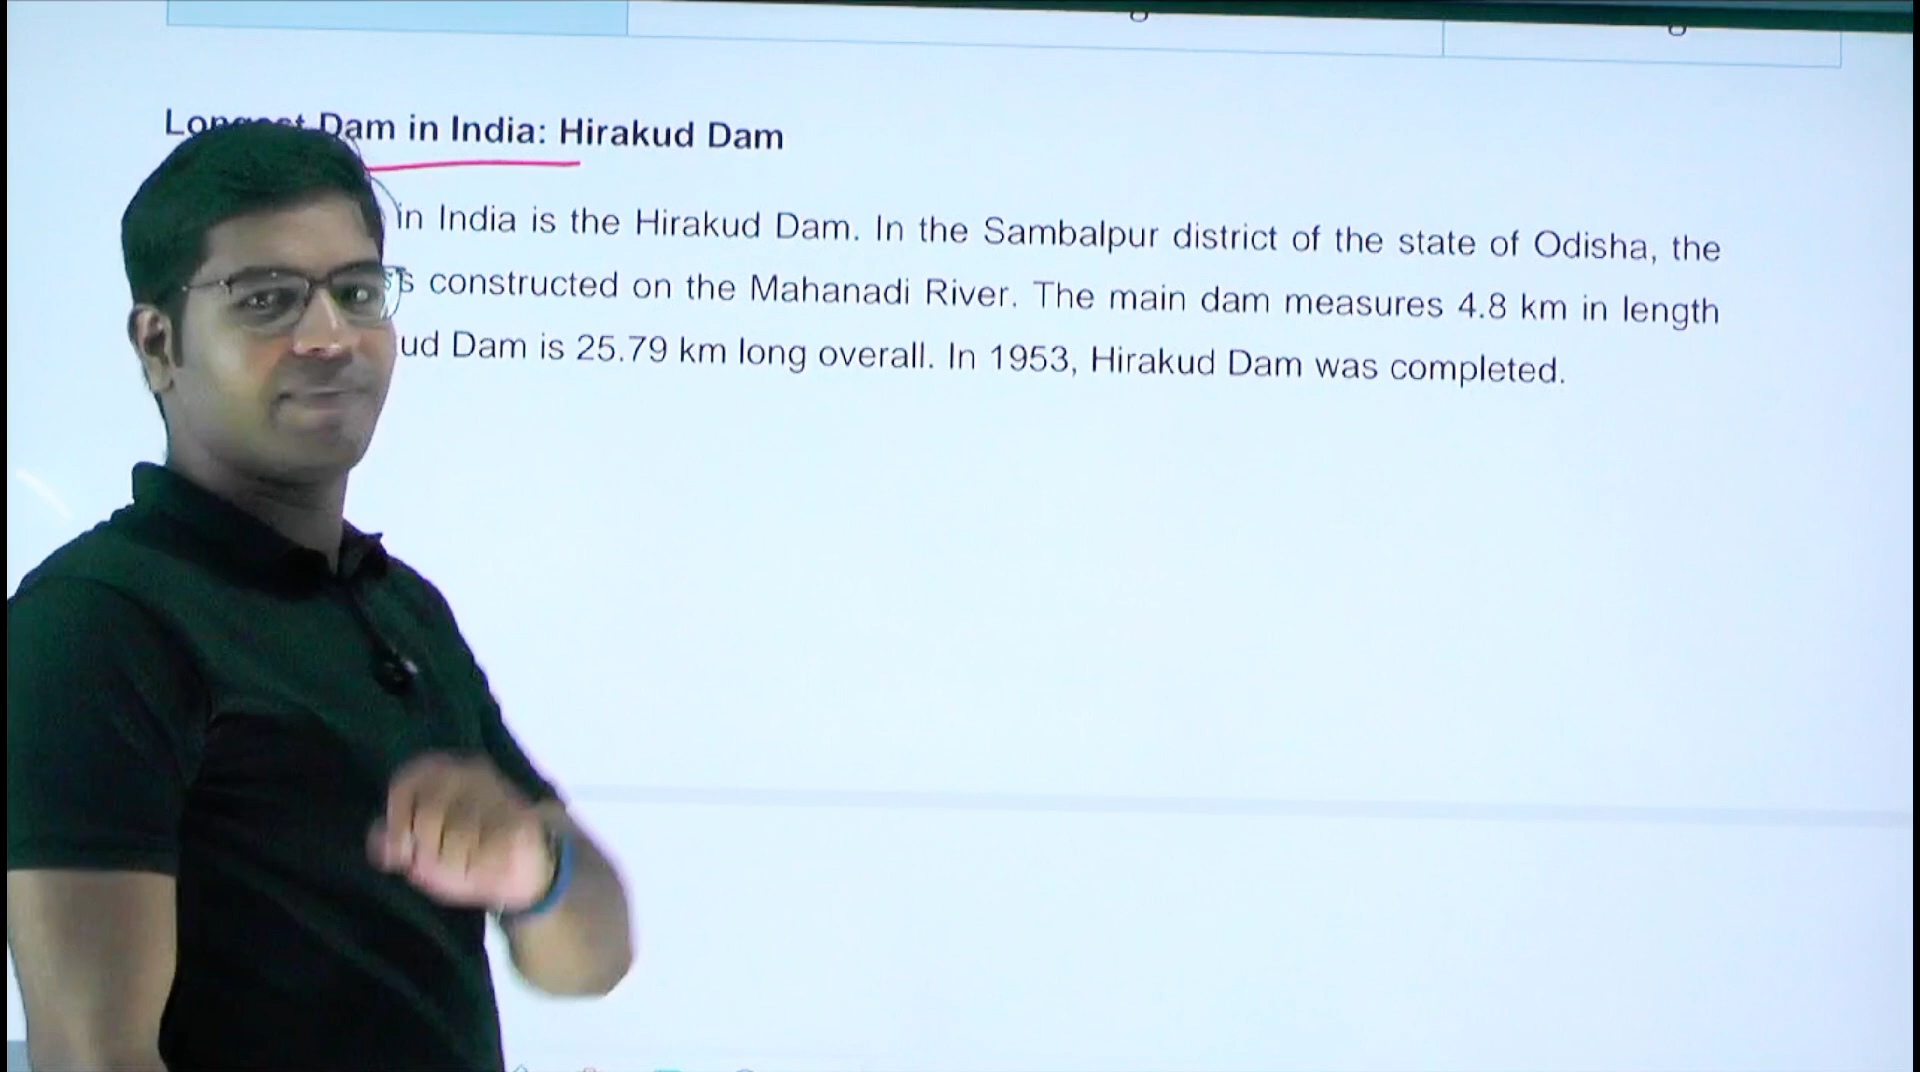 Longest Dam in India: Hirakud Dam
in India is the Hirakud Dam. In the Sambalpur district of the state of Odisha, the
constructed on the Mahanadi River. The main dam measures 4.8 km in length
Dam is 25.79 km long overall. In 1953, Hirakud Dam was completed.